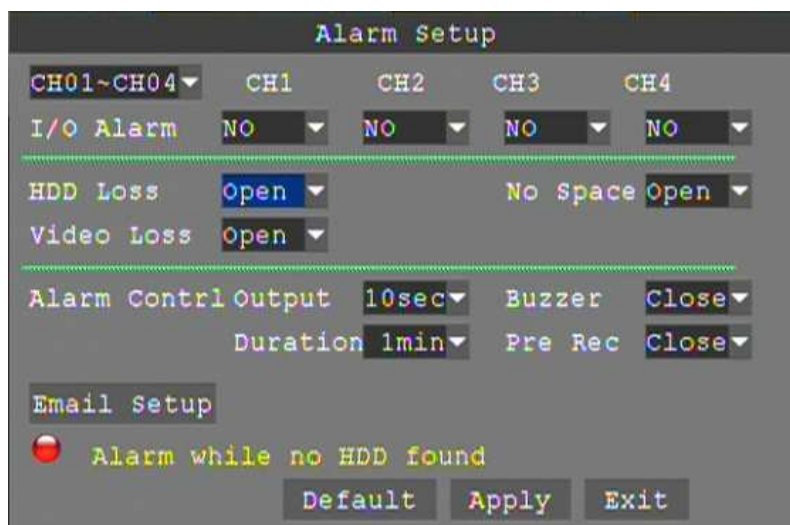 Alarm Setup
CH01~CH04 CH1 CH2 CH3 CH4
I/O Alarm NO NO NO NO
HDD Loss Open No Space Open
Video Loss Open
Alarm Contrl Output 10sec Buzzer Close
Duration 1min Pre Rec Close
Email Setup
Alarm while no HDD found
Default Apply Exit